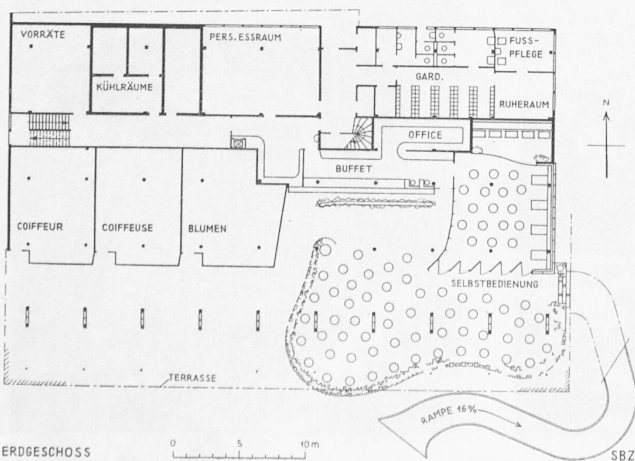 VORRÄTE
PERS. ESSRAUM
FUSS-
PFLEGE
KÜHLRÄUME
GARD.
RUHERAUM
N
OFFICE
BUFFET
COIFFEUR
COIFFEUSE
BLUMEN
SELBSTBEDIENUNG
TERRASSE
RAMPE 16%
ERDGESCHOSS
0
5
10 m
SBZ